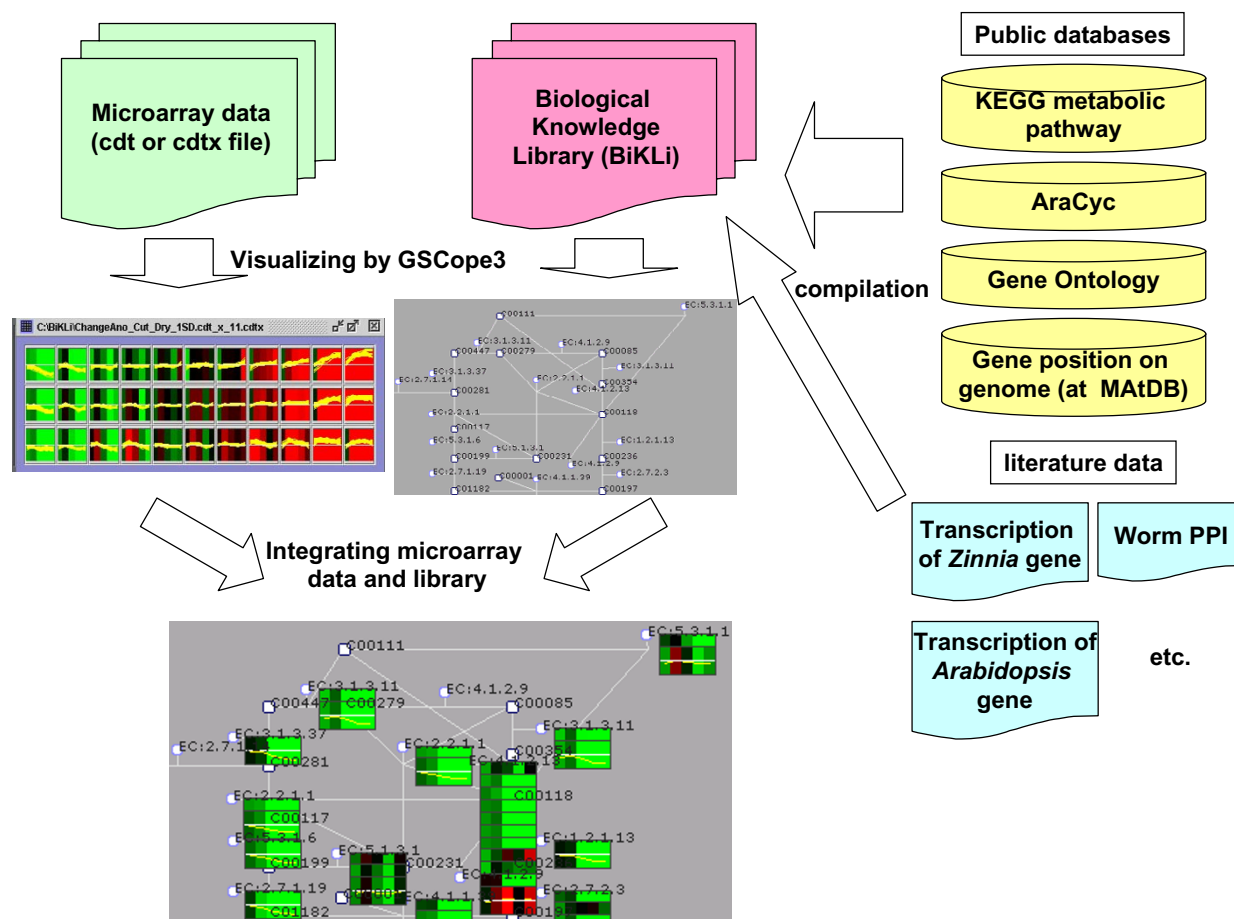 Microarray data
(cdt or cdtx file)
Biological
Knowledge
Library (BiKLi)
Public databases
KEGG metabolic
pathway
AraCyc
Gene Ontology
Gene position on
genome (at MAtDB)
compilation
Visualizing by GSCope3
C:\BiKLi\ChangeAno_Cut_Dry_1SD.cdt_x_11.cdtx
EC:5.3.1.1
C00111
EC:3.1.3.11
EC:4.1.2.9
C00447
C00279
C00085
EC:3.1.3.37
EC:3.1.3.11
EC:2.7.1.14
EC:2.2.1.1
C00354
C00281
EC:4.1.2.13
EC:2.2.1.1
C00118
C00117
EC:5.3.1.6
EC:5.1.3.1
EC:1.2.1.13
C00199
C00231
C00236
EC:2.7.1.19
EC:4.1.2.9
C00001
EC:4.1.1.39
EC:2.7.2.3
C01182
C00197
literature data
Transcription
of Zinnia gene
Worm PPI
Transcription of
Arabidopsis
gene
etc.
Integrating microarray
data and library
EC:5.3.1.1
C00111
EC:3.1.3.11
EC:4.1.2.9
C00447
C00279
C00085
EC:3.1.3.37
EC:3.1.3.11
EC:2.7.1
EC:2.2.1.1
C00354
C00281
EC:4.1.2.13
EC:2.2.1.1
C00118
C00117
EC:5.3.1.6
EC:5.1.3.1
EC:1.2.1.13
C00199
C00231
EC:2.7.1.19
EC:4.1.1
EC:2.7.2.3
C01182